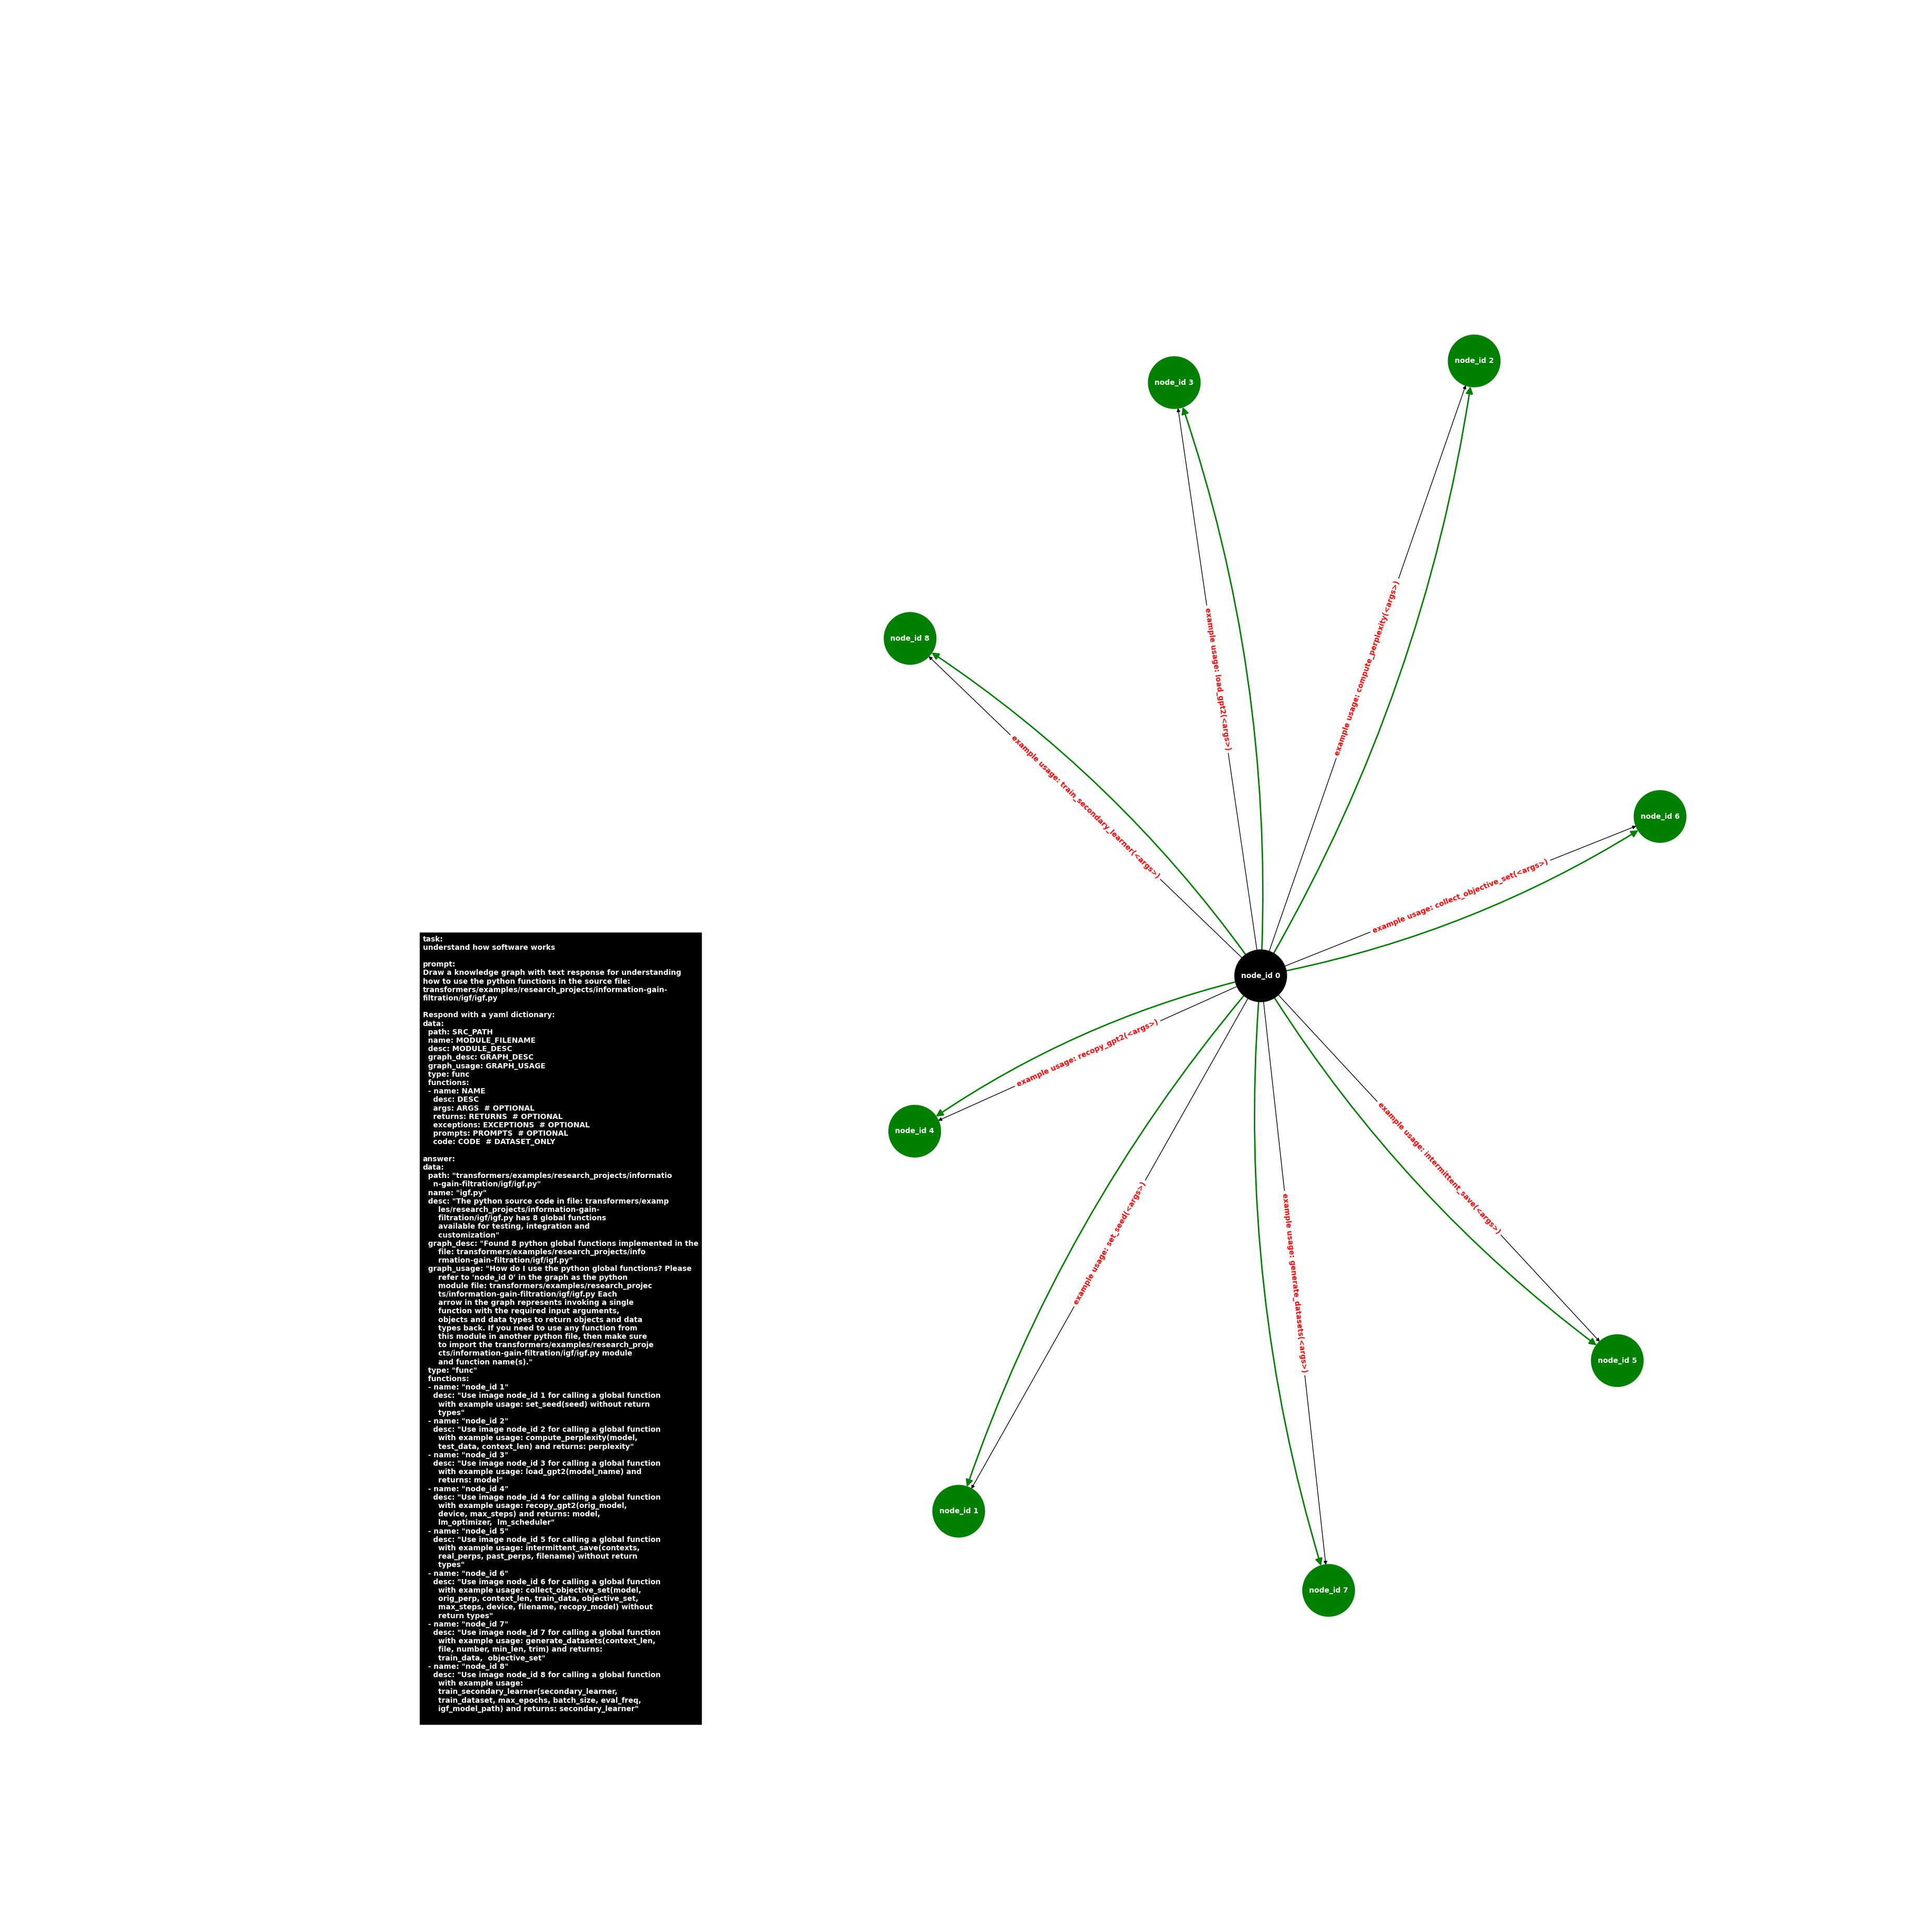 task:
understand how software works

prompt:
Draw a knowledge graph with text response for understanding
how to use the python functions in the source file:
transformers/examples/research_projects/information-gain-
filtration/igf/igf.py

Respond with a yaml dictionary:
data:
  path: SRC_PATH
  name: MODULE_FILENAME
  desc: MODULE_DESC
  graph_desc: GRAPH_DESC
  graph_usage: GRAPH_USAGE
  type: func
  functions:
  - name: NAME
    desc: DESC
    args: ARGS  # OPTIONAL
    returns: RETURNS  # OPTIONAL
    exceptions: EXCEPTIONS  # OPTIONAL
    prompts: PROMPTS  # OPTIONAL
    code: CODE  # DATASET_ONLY

answer:
data:
  path: "transformers/examples/research_projects/informatio
    n-gain-filtration/igf/igf.py"
  name: "igf.py"
  desc: "The python source code in file: transformers/examp
      les/research_projects/information-gain-
      filtration/igf/igf.py has 8 global functions
      available for testing, integration and
      customization"
  graph_desc: "Found 8 python global functions implemented in the
      file: transformers/examples/research_projects/info
      rmation-gain-filtration/igf/igf.py"
  graph_usage: "How do I use the python global functions? Please
      refer to 'node_id 0' in the graph as the python
      module file: transformers/examples/research_projec
      ts/information-gain-filtration/igf/igf.py Each
      arrow in the graph represents invoking a single
      function with the required input arguments,
      objects and data types to return objects and data
      types back. If you need to use any function from
      this module in another python file, then make sure
      to import the transformers/examples/research_proje
      cts/information-gain-filtration/igf/igf.py module
      and function name(s)."
  type: "func"
  functions:
  - name: "node_id 1"
    desc: "Use image node_id 1 for calling a global function
      with example usage: set_seed(seed) without return
      types"
  - name: "node_id 2"
    desc: "Use image node_id 2 for calling a global function
      with example usage: compute_perplexity(model,
      test_data, context_len) and returns: perplexity"
  - name: "node_id 3"
    desc: "Use image node_id 3 for calling a global function
      with example usage: load_gpt2(model_name) and
      returns: model"
  - name: "node_id 4"
    desc: "Use image node_id 4 for calling a global function
      with example usage: recopy_gpt2(orig_model,
      device, max_steps) and returns: model,
      lm_optimizer,  lm_scheduler"
  - name: "node_id 5"
    desc: "Use image node_id 5 for calling a global function
      with example usage: intermittent_save(contexts,
      real_perps, past_perps, filename) without return
      types"
  - name: "node_id 6"
    desc: "Use image node_id 6 for calling a global function
      with example usage: collect_objective_set(model,
      orig_perp, context_len, train_data, objective_set,
      max_steps, device, filename, recopy_model) without
      return types"
  - name: "node_id 7"
    desc: "Use image node_id 7 for calling a global function
      with example usage: generate_datasets(context_len,
      file, number, min_len, trim) and returns:
      train_data,  objective_set"
  - name: "node_id 8"
    desc: "Use image node_id 8 for calling a global function
      with example usage:
      train_secondary_learner(secondary_learner,
      train_dataset, max_epochs, batch_size, eval_freq,
      igf_model_path) and returns: secondary_learner"
node_id 2
node_id 3
example usage: compute_perplexity(<args>)
example usage: load_gpt2(<args>)
node_id 8
example usage: train_secondary_learner(<args>)
node_id 6
example usage: collect_objective_set(<args>)
node_id 0
example usage: recopy_gpt2(<args>)
node_id 4
example usage: intermittent_save(<args>)
example usage: set_seed(<args>)
example usage: generate_datasets(<args>)
node_id 5
node_id 1
node_id 7